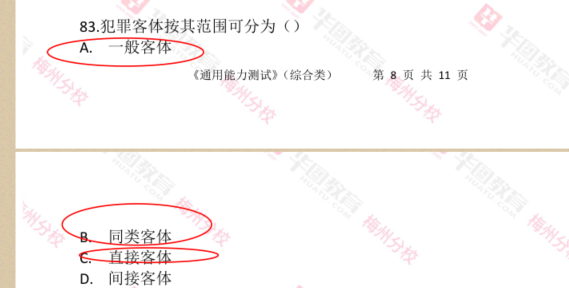 83.犯罪客体按其范围可分为（）
A. 一般客体
《通用能力测试》（综合类） 第 8 页 共 11 页
B. 同类客体
C. 直接客体
D. 间接客体
华图教育
HUATU.COM
梅州分校